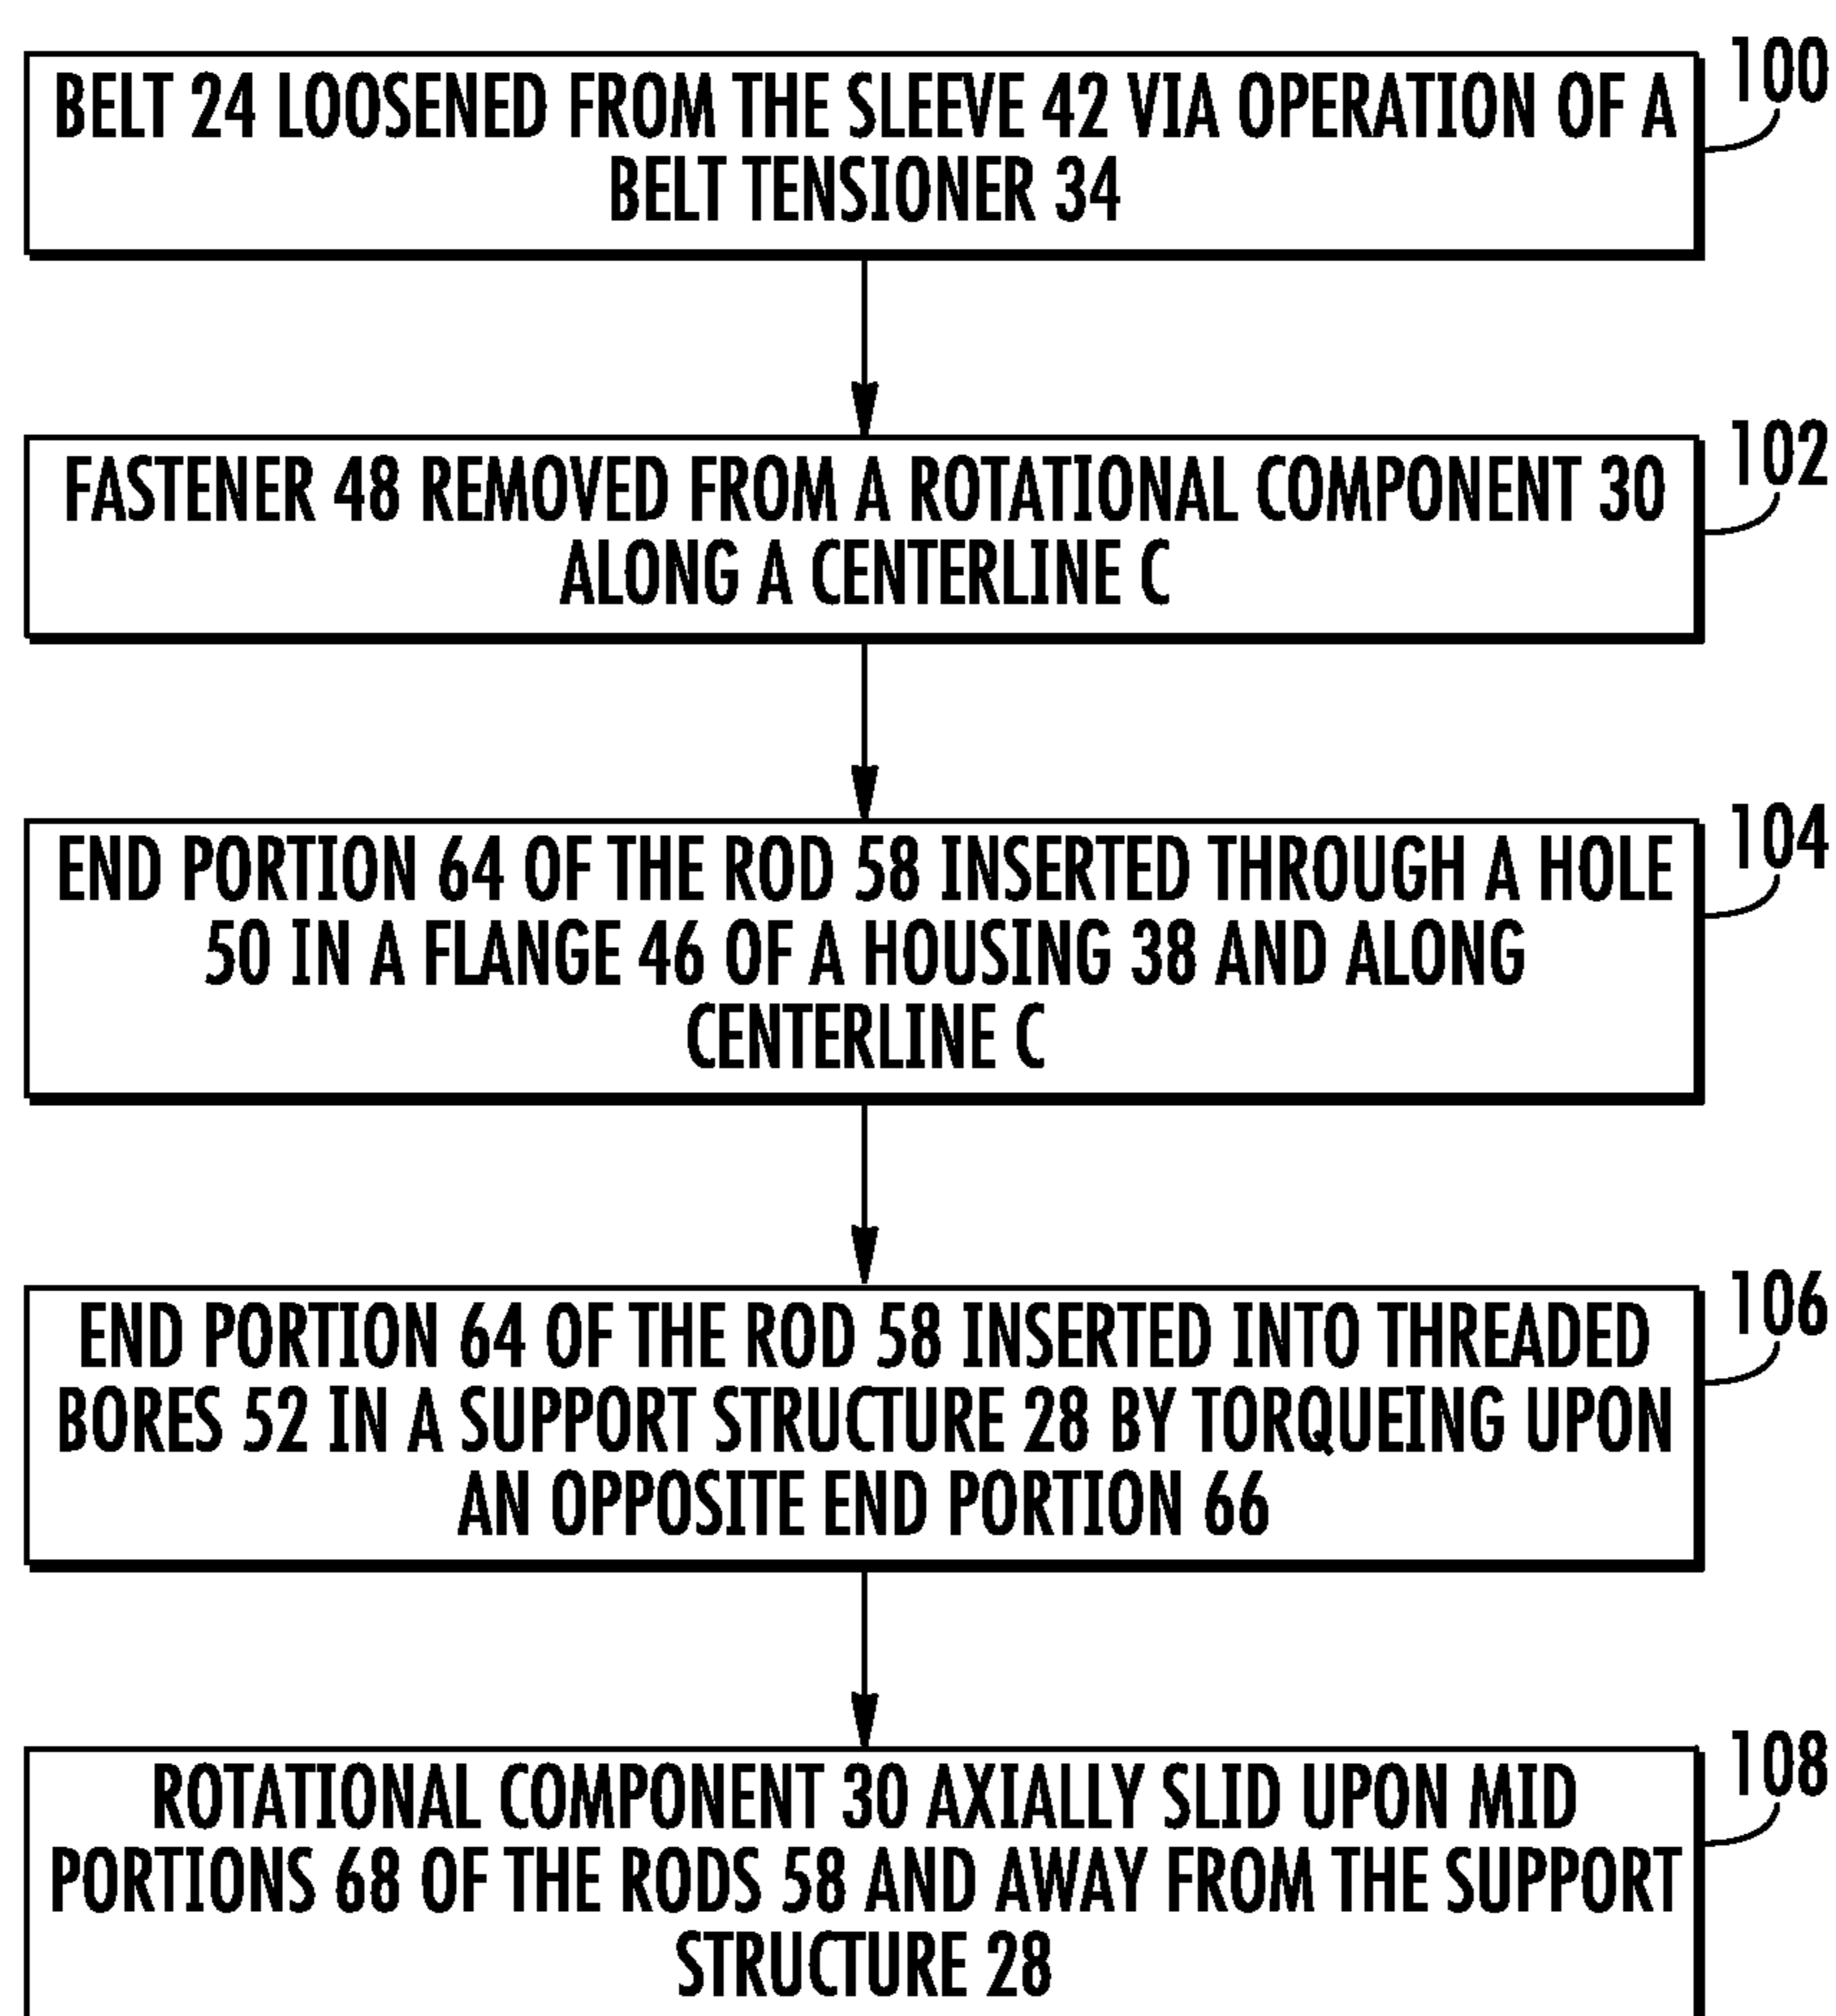 100
BELT 24 LOOSENED FROM THE SLEEVE 42 VIA OPERATION OF A
BELT TENSIONER 34
102
FASTENER 48 REMOVED FROM A ROTATIONAL COMPONENT 30
ALONG A CENTERLINE C
104
END PORTION 64 OF THE ROD 58 INSERTED THROUGH A HOLE
50 IN A FLANGE 46 OF A HOUSING 38 AND ALONG
CENTERLINE C
106
END PORTION 64 OF THE ROD 58 INSERTED INTO THREADED
BORES 52 IN A SUPPORT STRUCTURE 28 BY TORQUEING UPON
AN OPPOSITE END PORTION 66
108
ROTATIONAL COMPONENT 30 AXIALLY SLID UPON MID
PORTIONS 68 OF THE RODS 58 AND AWAY FROM THE SUPPORT
STRUCTURE 28